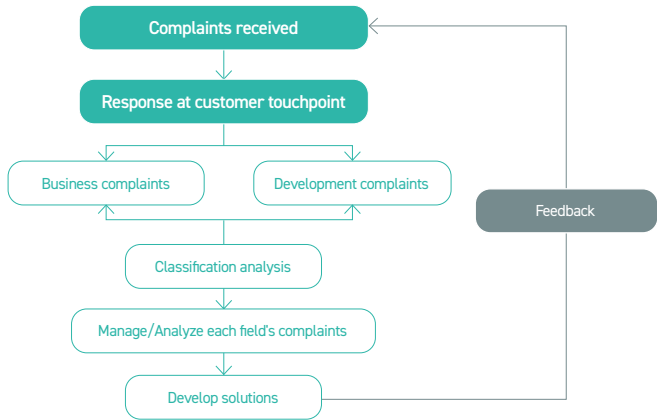 Complaints received
Response at customer touchpoint
Business complaints
Development complaints
Feedback
Classification analysis
Manage/Analyze each field's complaints
Develop solutions